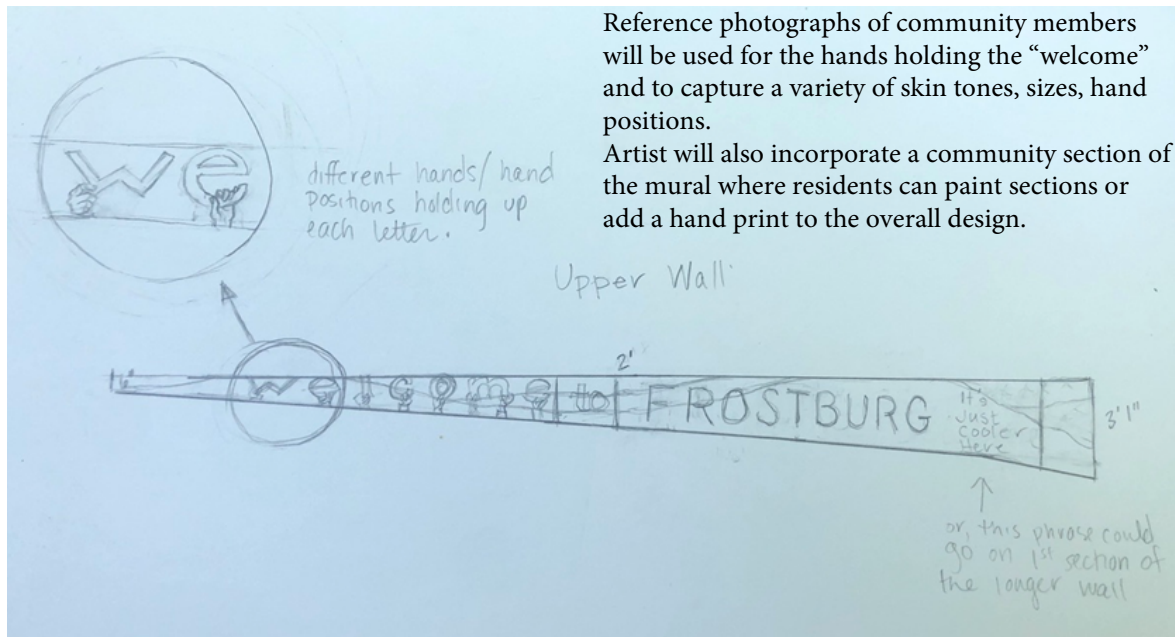 Reference photographs of community members
will be used for the hands holding the “welcome”
and to capture a variety of skin tones, sizes, hand
positions.
Artist will also incorporate a community section of
the mural where residents can paint sections or
add a hand print to the overall design.
we
different hands/hand
positions holding up
each letter.
Upper Wall
2'
welcome to FROSTBURG
It's
Just
Cooler
Here
3'1"
or, this phrase could
go on 1st section of
the longer wall